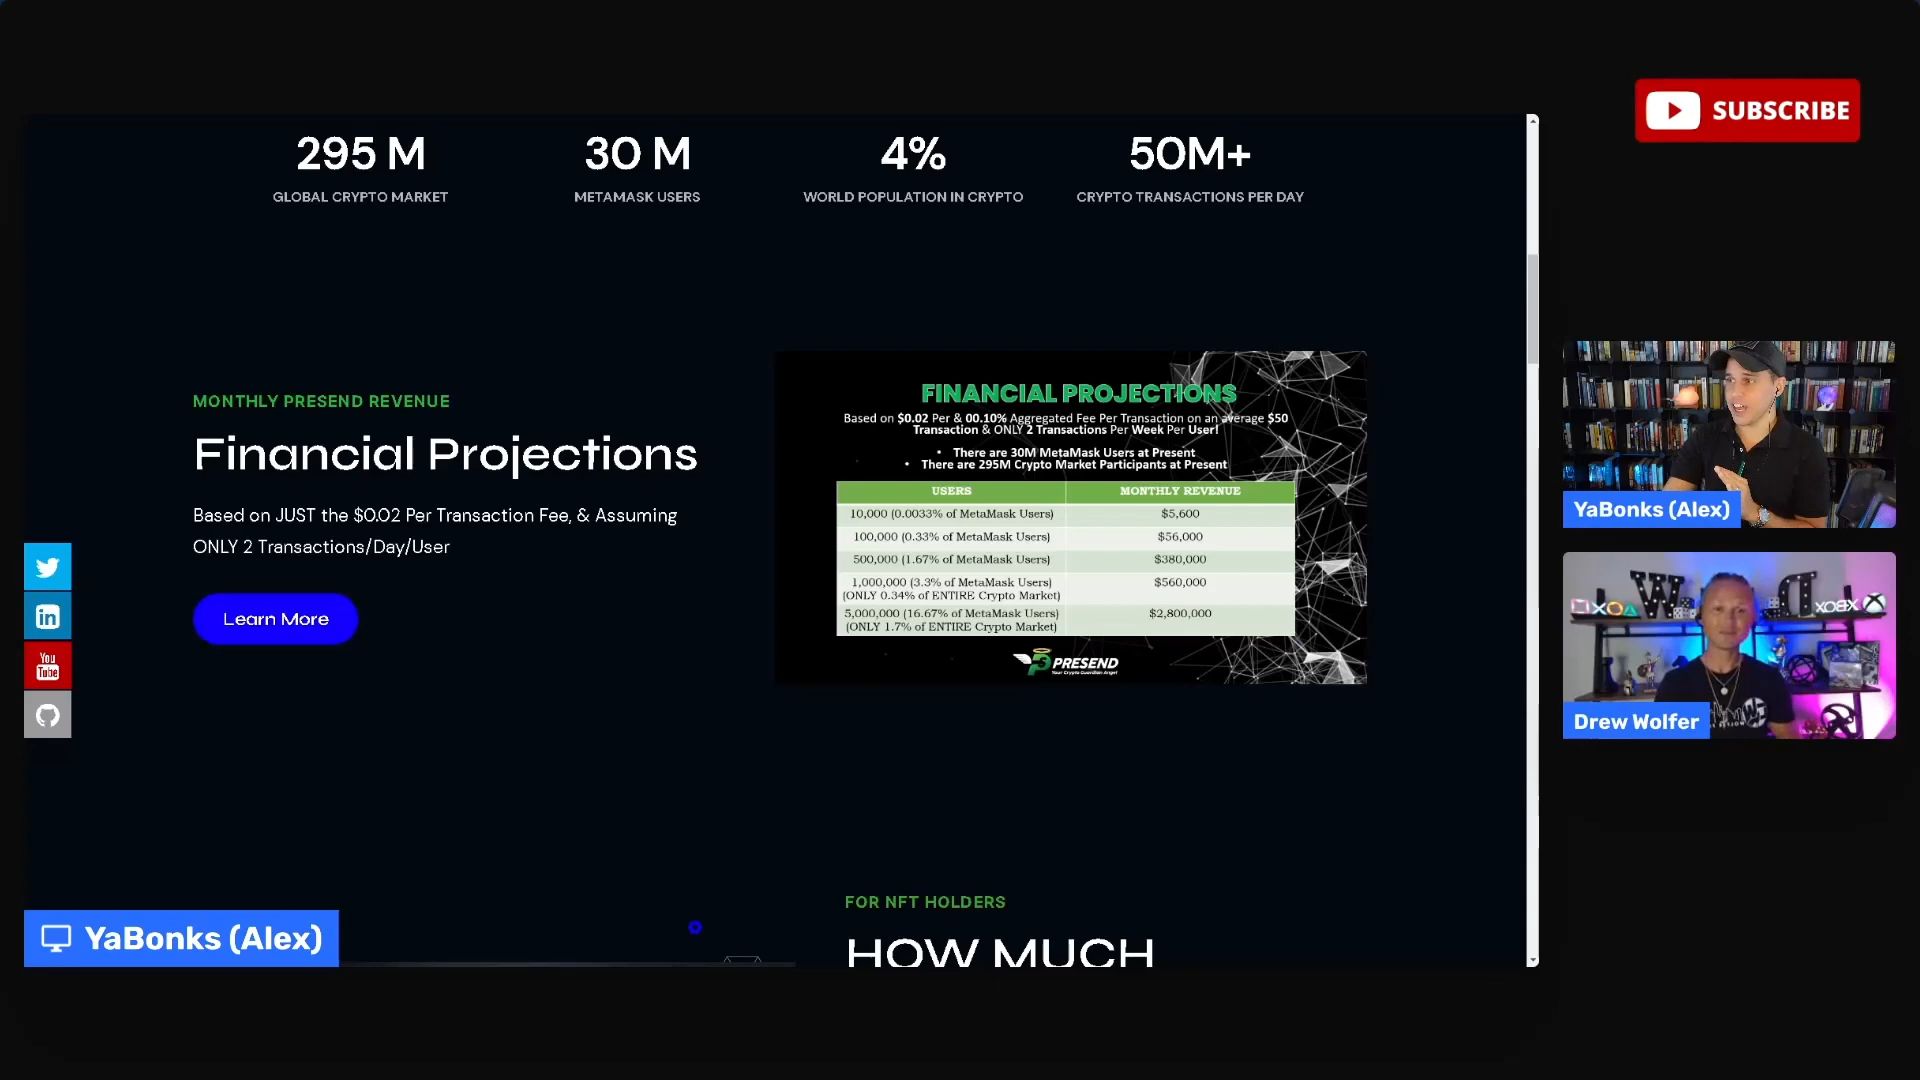 SUBSCRIBE
295 M
GLOBAL CRYPTO MARKET
30 M
METAMASK USERS
4%
WORLD POPULATION IN CRYPTO
50M+
CRYPTO TRANSACTIONS PER DAY
MONTHLY PRESEND REVENUE
Financial Projections
Based on JUST the $0.02 Per Transaction Fee, & Assuming
ONLY 2 Transactions/Day/User
Learn More
FINANCIAL PROJECTIONS
Based on $0.02 Per & 00.10% Aggregated Fee Per Transaction on an average $50
Transaction & ONLY 2 Transactions Per Week Per User!
• There are 30M MetaMask Users at Present
• There are 295M Crypto Market Participants at Present
USERS MONTHLY REVENUE
10,000 (0.0033% of MetaMask Users) $5,600
100,000 (0.33% of MetaMask Users) $56,000
500,000 (1.67% of MetaMask Users) $380,000
1,000,000 (3.3% of MetaMask Users) $560,000
(ONLY 0.34% of ENTIRE Crypto Market)
5,000,000 (16.67% of MetaMask Users) $2,800,000
(ONLY 1.7% of ENTIRE Crypto Market)
PRESEND
Your Crypto Guardian Angel
You
Tube
in
FOR NFT HOLDERS
HOW MUCH
YaBonks (Alex)
YaBonks (Alex)
XBOX
Drew Wolfer